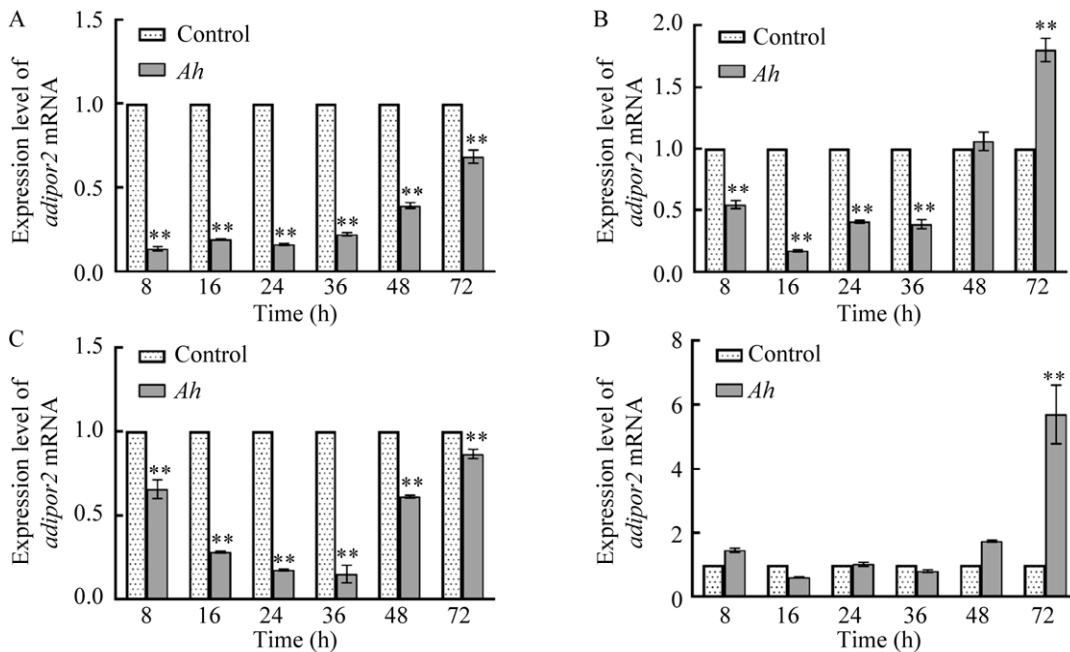 A
Expression level of
adipor2 mRNA
1.5
1.0
0.5
0.0
Control
Ah
**
**
**
**
**
**
8 16 24 36 48 72
Time (h)
B
Expression level of
adipor2 mRNA
2.0
1.5
1.0
0.5
0.0
Control
Ah
**
**
**
**
**
8 16 24 36 48 72
Time (h)
C
Expression level of
adipor2 mRNA
1.5
1.0
0.5
0.0
Control
Ah
**
**
**
**
**
**
8 16 24 36 48 72
Time (h)
D
Expression level of
adipor2 mRNA
8
6
4
2
0
Control
Ah
**
8 16 24 36 48 72
Time (h)